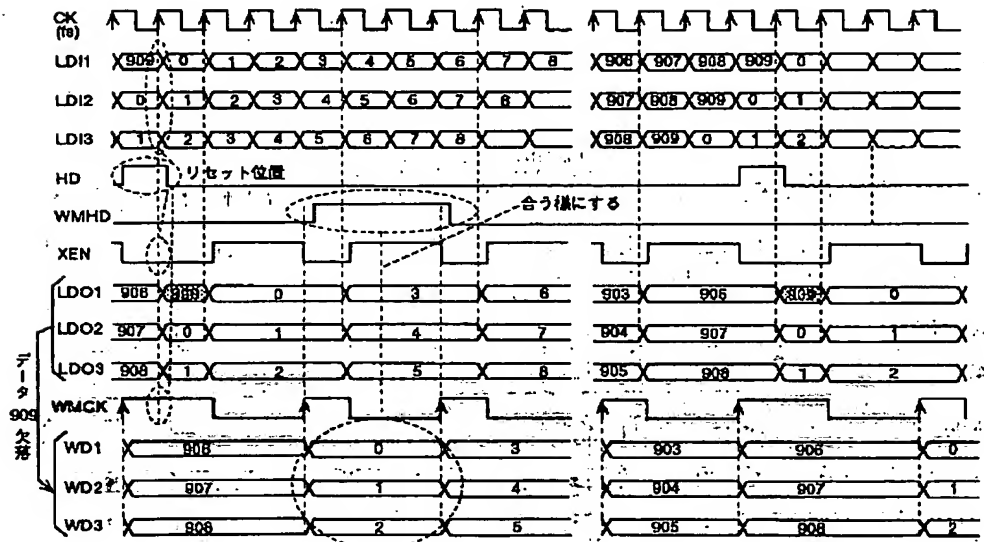 CK
(fs)
LDI1 909 0 1 2 3 4 5 6 7 8 906 907 908 909 0
LDI2 0 1 2 3 4 5 6 7 8 907 908 909 0 1
LDI3 1 2 3 4 5 6 7 8 908 909 0 1 2
HD リセット位置
WMHD 合う様にする
XEN
LDO1 906 909 0 3 6 903 906 909 0
LDO2 907 0 1 4 7 904 907 0 1
LDO3 908 1 2 5 8 905 908 1 2
データ909欠落
WMCK
WD1 906 0 3 903 906 0
WD2 907 1 4 904 907 1
WD3 908 2 5 905 908 2